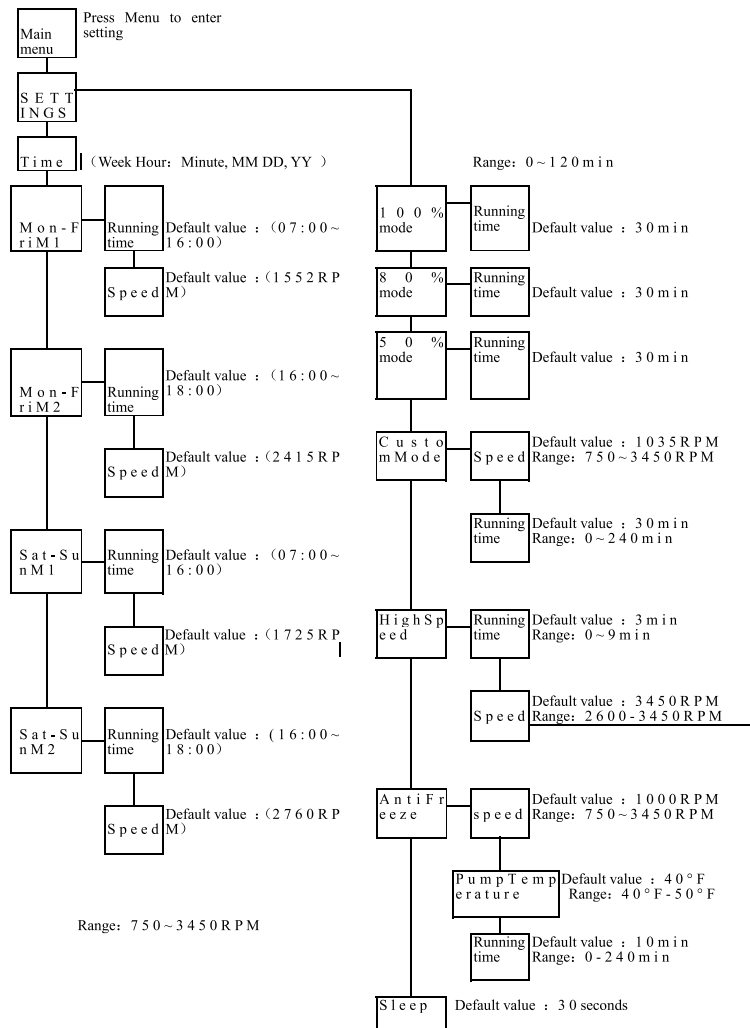 Main
menu
Press Menu to enter
setting
SETT
INGS
Time
（Week Hour：Minute, MM DD, YY ）
Mon-F
riM1
Running
time
Default value ：（07:00~
16:00）
Speed
Default value ：（1552RP
M）
Mon-F
riM2
Running
time
Default value ：（16:00~
18:00）
Speed
Default value ：（2415RP
M）
Sat-Su
nM1
Running
time
Default value ：（07:00~
16:00）
Speed
Default value ：（1725RP
M）
Sat-Su
nM2
Running
time
Default value ：（16:00~
18:00）
Speed
Default value ：（2760RP
M）
Range：750~3450RPM
Range：0~120min
100%
mode
Running
time
Default value ：30min
80%
mode
Running
time
Default value ：30min
50%
mode
Running
time
Default value ：30min
Custo
mMode
Speed
Default value ：1035RPM
Range：750~3450RPM
Running
time
Default value ：30min
Range：0~240min
HighSp
eed
Running
time
Default value ：3min
Range：0~9min
Speed
Default value ：3450RPM
Range：2600-3450RPM
AntiFr
eeze
speed
Default value ：1000RPM
Range：750~3450RPM
PumpTemp
erature
Default value ：40°F
Range：40°F-50°F
Running
time
Default value ：10min
Range：0-240min
Sleep
Default value ：30seconds